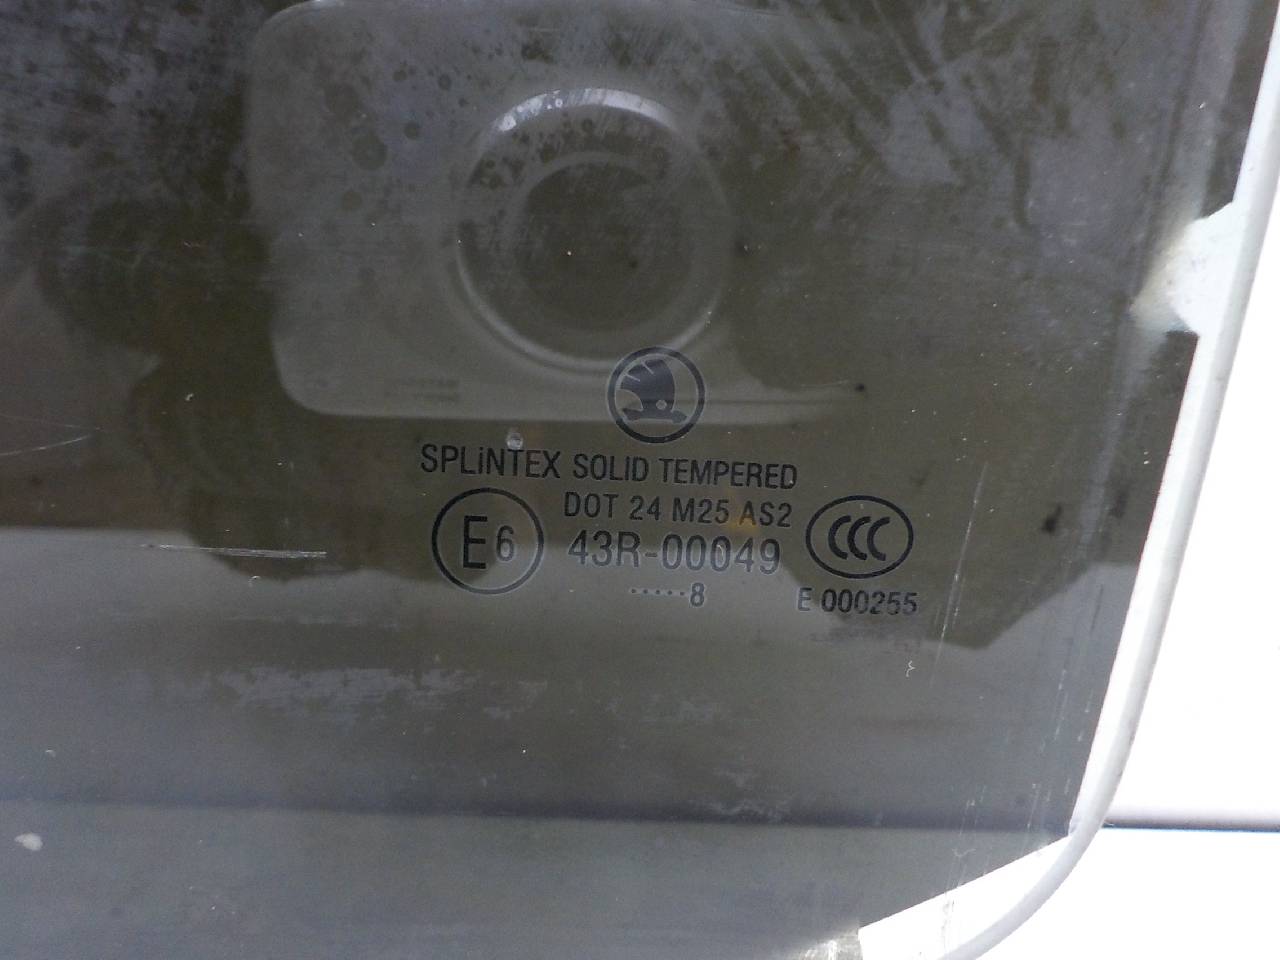 SPLiNTEX SOLID TEMPERED
DOT 24 M25 AS2
E6 43R-00049 CCC
.....8
E 000255